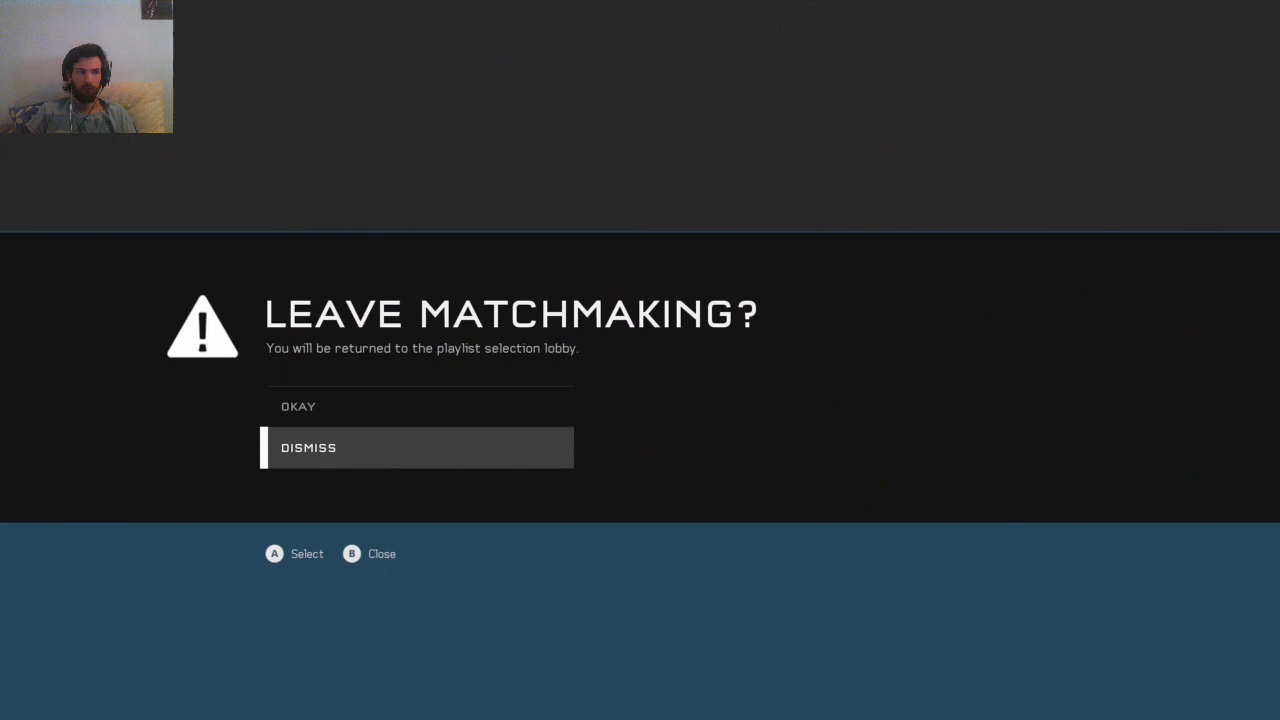 LEAVE MATCHMAKING?
You will be returned to the playlist selection lobby.
OKAY
DISMISS
A Select B Close